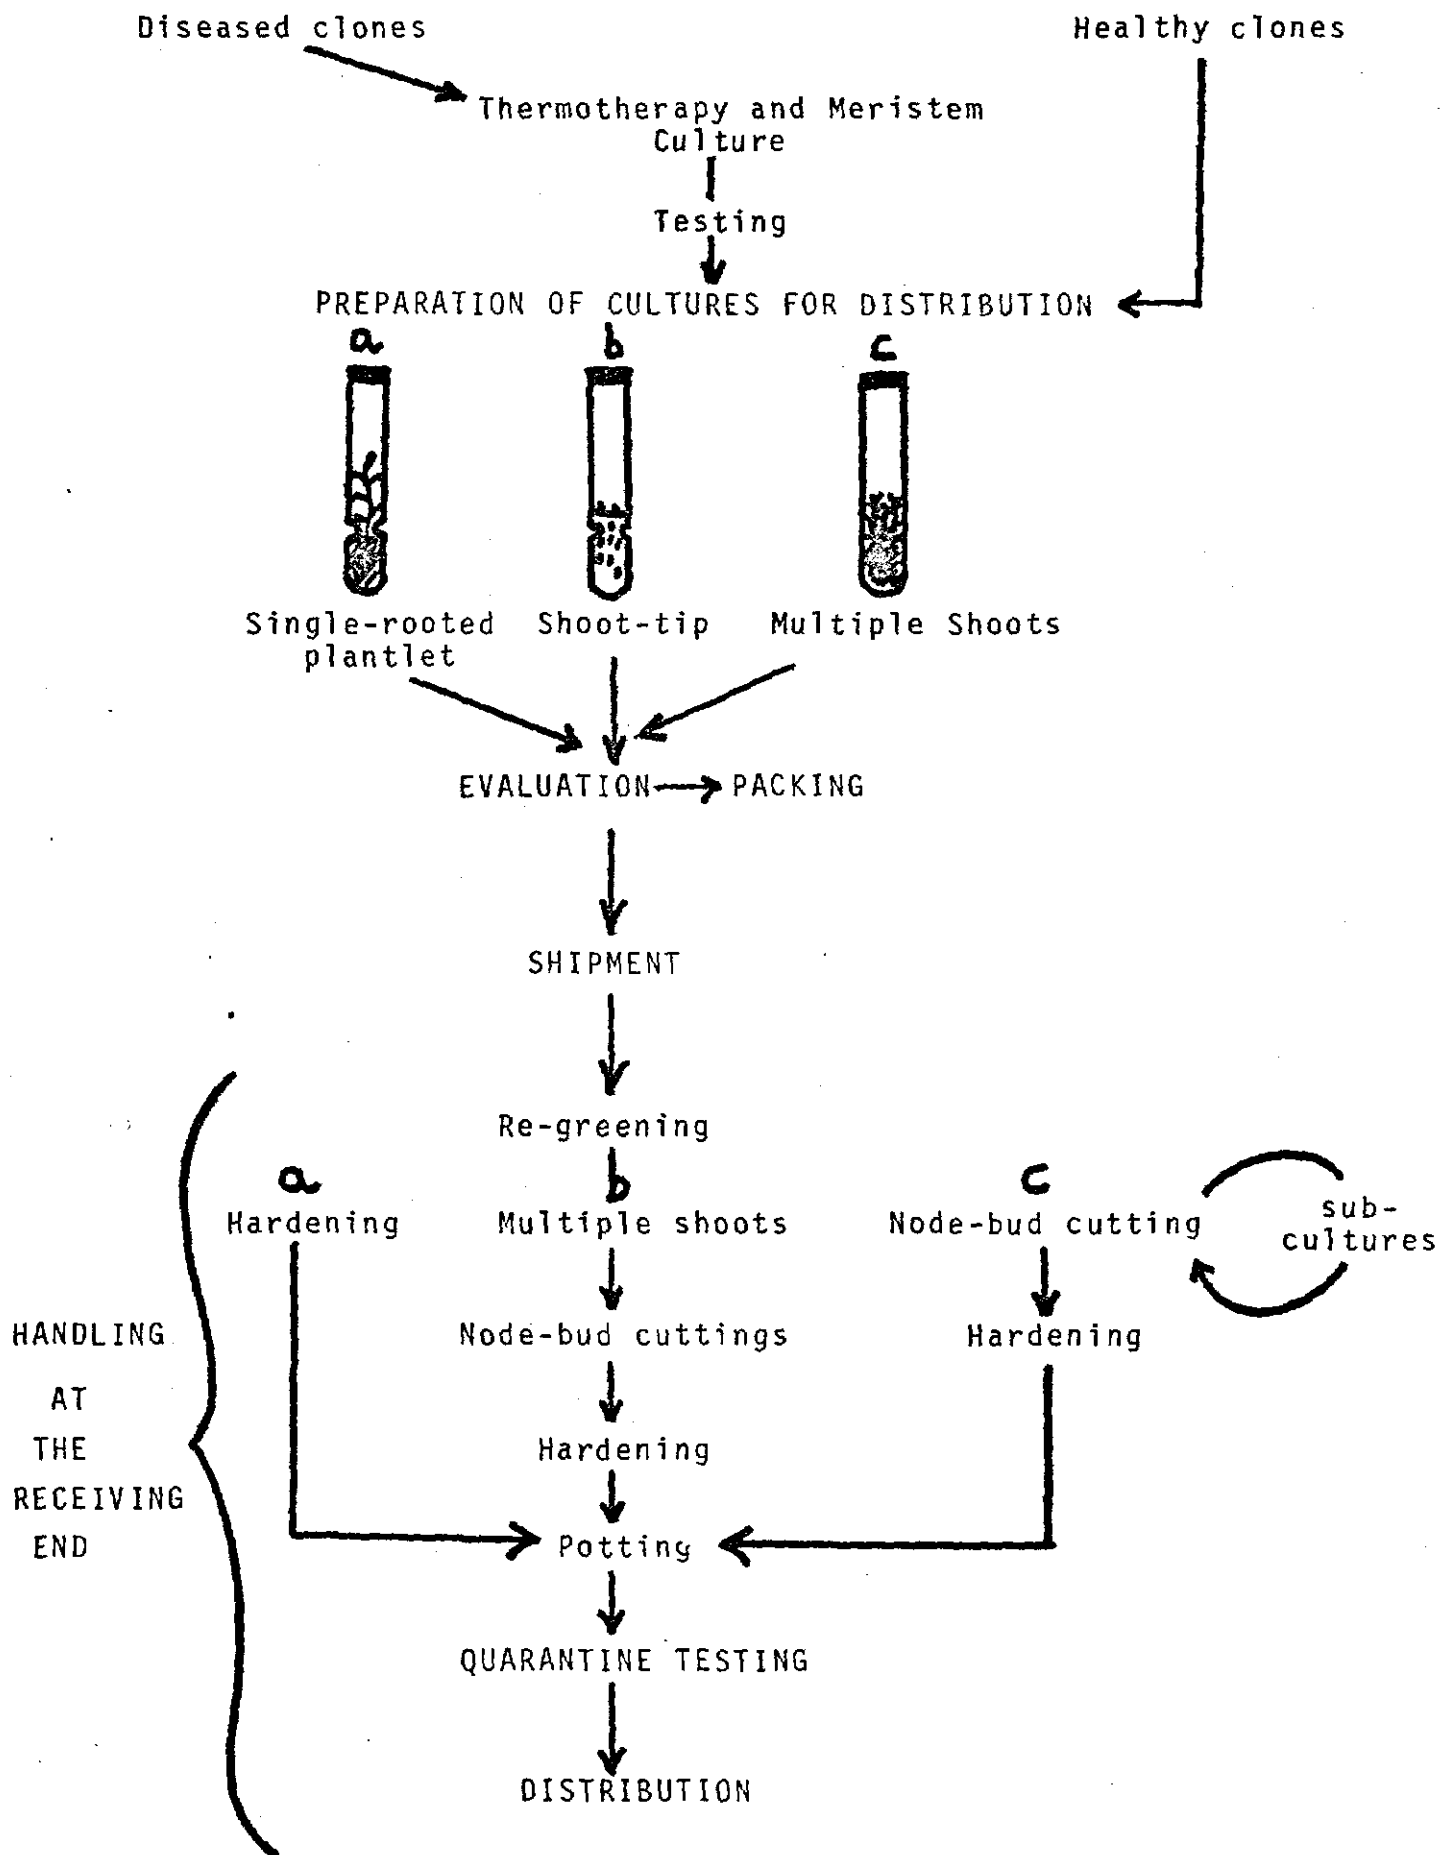 Diseased clones
Healthy clones
Thermotherapy and Meristem
Culture
Testing
PREPARATION OF CULTURES FOR DISTRIBUTION
a
b
c
Single-rooted
plantlet
Shoot-tip
Multiple Shoots
EVALUATION
PACKING
SHIPMENT
Re-greening
a
b
c
Hardening
Multiple shoots
Node-bud cutting
sub-
cultures
HANDLING
AT
THE
RECEIVING
END
Node-bud cuttings
Hardening
Hardening
Potting
QUARANTINE TESTING
DISTRIBUTION